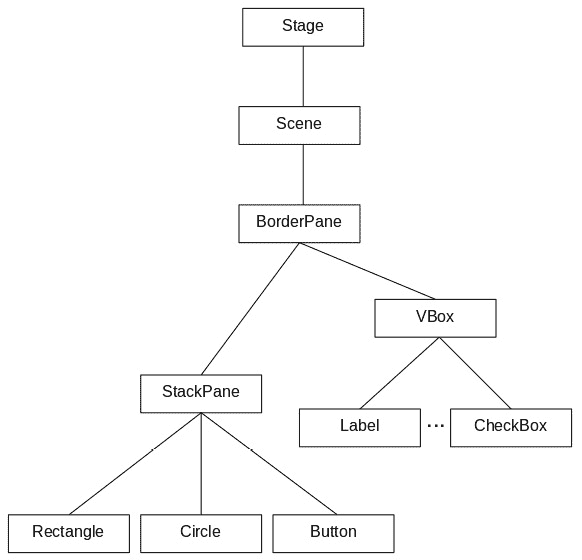 Stage
Scene
BorderPane
VBox
StackPane
Label ... CheckBox
Rectangle Circle Button